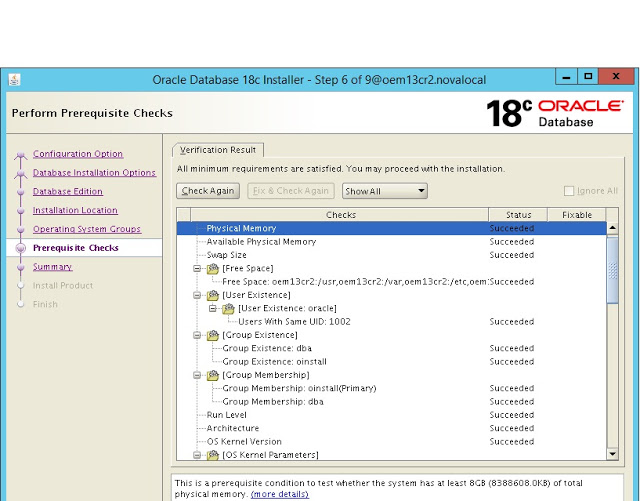 Oracle Database 18c Installer - Step 6 of 9@oem13cr2.novalocal
Perform Prerequisite Checks
18c ORACLE
Database
Configuration Option
Database Installation Options
Database Edition
Installation Location
Operating System Groups
Prerequisite Checks
Summary
Install Product
Finish
Verification Result
All minimum requirements are satisfied. You may proceed with the installation.
Check Again Fix & Check Again Show All Ignore All
Checks Status Fixable
Physical Memory Succeeded
Available Physical Memory Succeeded
Swap Size Succeeded
[Free Space]
Free Space: oem13cr2:/usr,oem13cr2:/var,oem13cr2:/etc,oem: Succeeded
[User Existence]
[User Existence: oracle]
Users With Same UID: 1002 Succeeded
[Group Existence]
Group Existence: dba Succeeded
Group Existence: oinstall Succeeded
[Group Membership]
Group Membership: oinstall(Primary) Succeeded
Group Membership: dba Succeeded
Run Level Succeeded
Architecture Succeeded
OS Kernel Version Succeeded
[OS Kernel Parameters]
This is a prerequisite condition to test whether the system has at least 8GB (8388608.0KB) of total
physical memory. (more details)